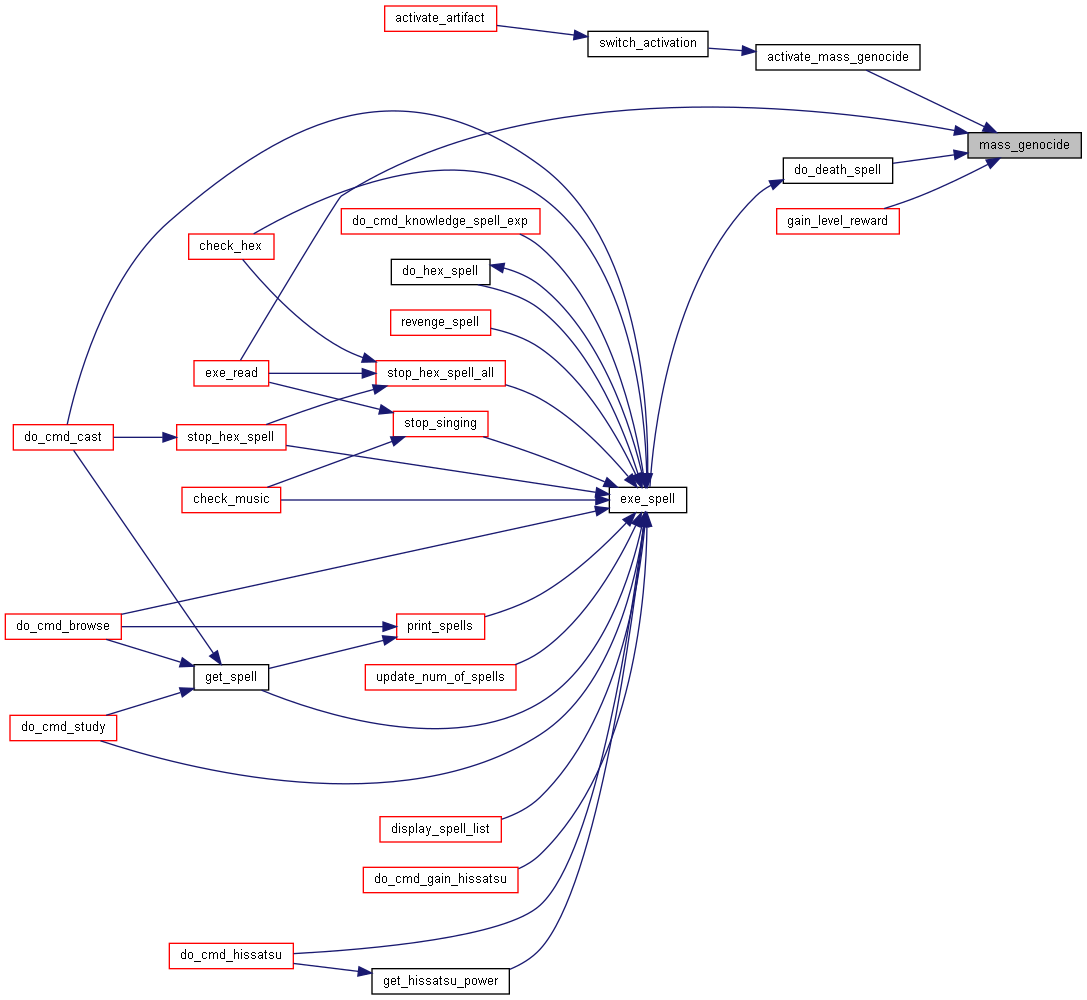 activate_artifact
switch_activation
activate_mass_genocide
mass_genocide
do_death_spell
gain_level_reward
do_cmd_knowledge_spell_exp
check_hex
do_hex_spell
revenge_spell
exe_read
stop_hex_spell_all
stop_singing
do_cmd_cast
stop_hex_spell
check_music
exe_spell
do_cmd_browse
print_spells
get_spell
update_num_of_spells
do_cmd_study
display_spell_list
do_cmd_gain_hissatsu
do_cmd_hissatsu
get_hissatsu_power